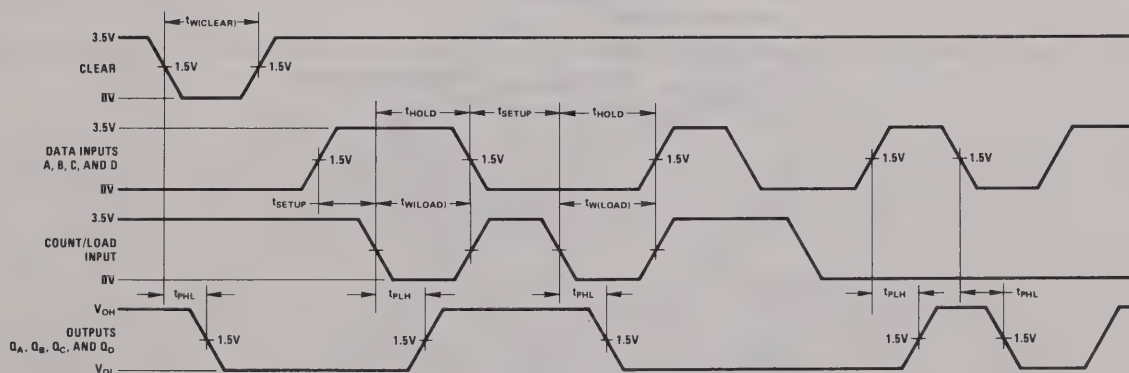 tW(CLEAR)
3.5V
CLEAR
1.5V
1.5V
0V
tHOLD
tSETUP
tHOLD
3.5V
DATA INPUTS
A, B, C, AND D
1.5V
1.5V
1.5V
1.5V
1.5V
0V
tSETUP
tW(LOAD)
tW(LOAD)
3.5V
COUNT/LOAD
INPUT
0V
tPHL
tPLH
tPHL
tPLH
tPHL
VOH
OUTPUTS
QA, QB, QC, AND QD
1.5V
1.5V
1.5V
1.5V
1.5V
VOL